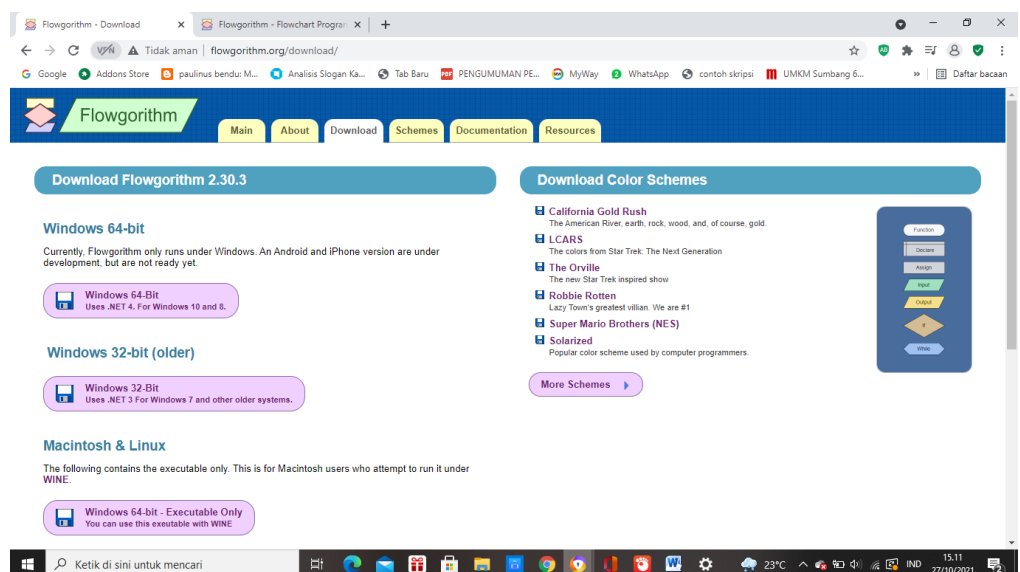 Flowgorithm - Download
Flowgorithm - Flowchart Program
VPN Tidak aman flowgorithm.org/download/
Google Addons Store paulinus bendu: M... Analisis Slogan Ka... Tab Baru PENGUMUMAN PE... MyWay WhatsApp contoh skripsi UMKM Sumbang 6... » Daftar bacaan
Flowgorithm
Main About Download Schemes Documentation Resources
Download Flowgorithm 2.30.3
Windows 64-bit
Currently, Flowgorithm only runs under Windows. An Android and iPhone version are under
development, but are not ready yet.
Windows 64-Bit
Uses .NET 4. For Windows 10 and 8.
Windows 32-bit (older)
Windows 32-Bit
Uses .NET 3 For Windows 7 and other older systems.
Macintosh & Linux
The following contains the executable only. This is for Macintosh users who attempt to run it under
WINE.
Windows 64-bit - Executable Only
You can use this exeutable with WINE
Download Color Schemes
California Gold Rush
The American River, earth, rock, wood, and, of course, gold.
LCARS
The colors from Star Trek: The Next Generation
The Orville
The new Star Trek inspired show
Robbie Rotten
Lazy Town's greatest villian. We are #1
Super Mario Brothers (NES)
Solarized
Popular color scheme used by computer programmers.
More Schemes
Function
Declare
Assign
Input
Output
If
While
Ketik di sini untuk mencari
23°C
IND
15.11
27/10/2021